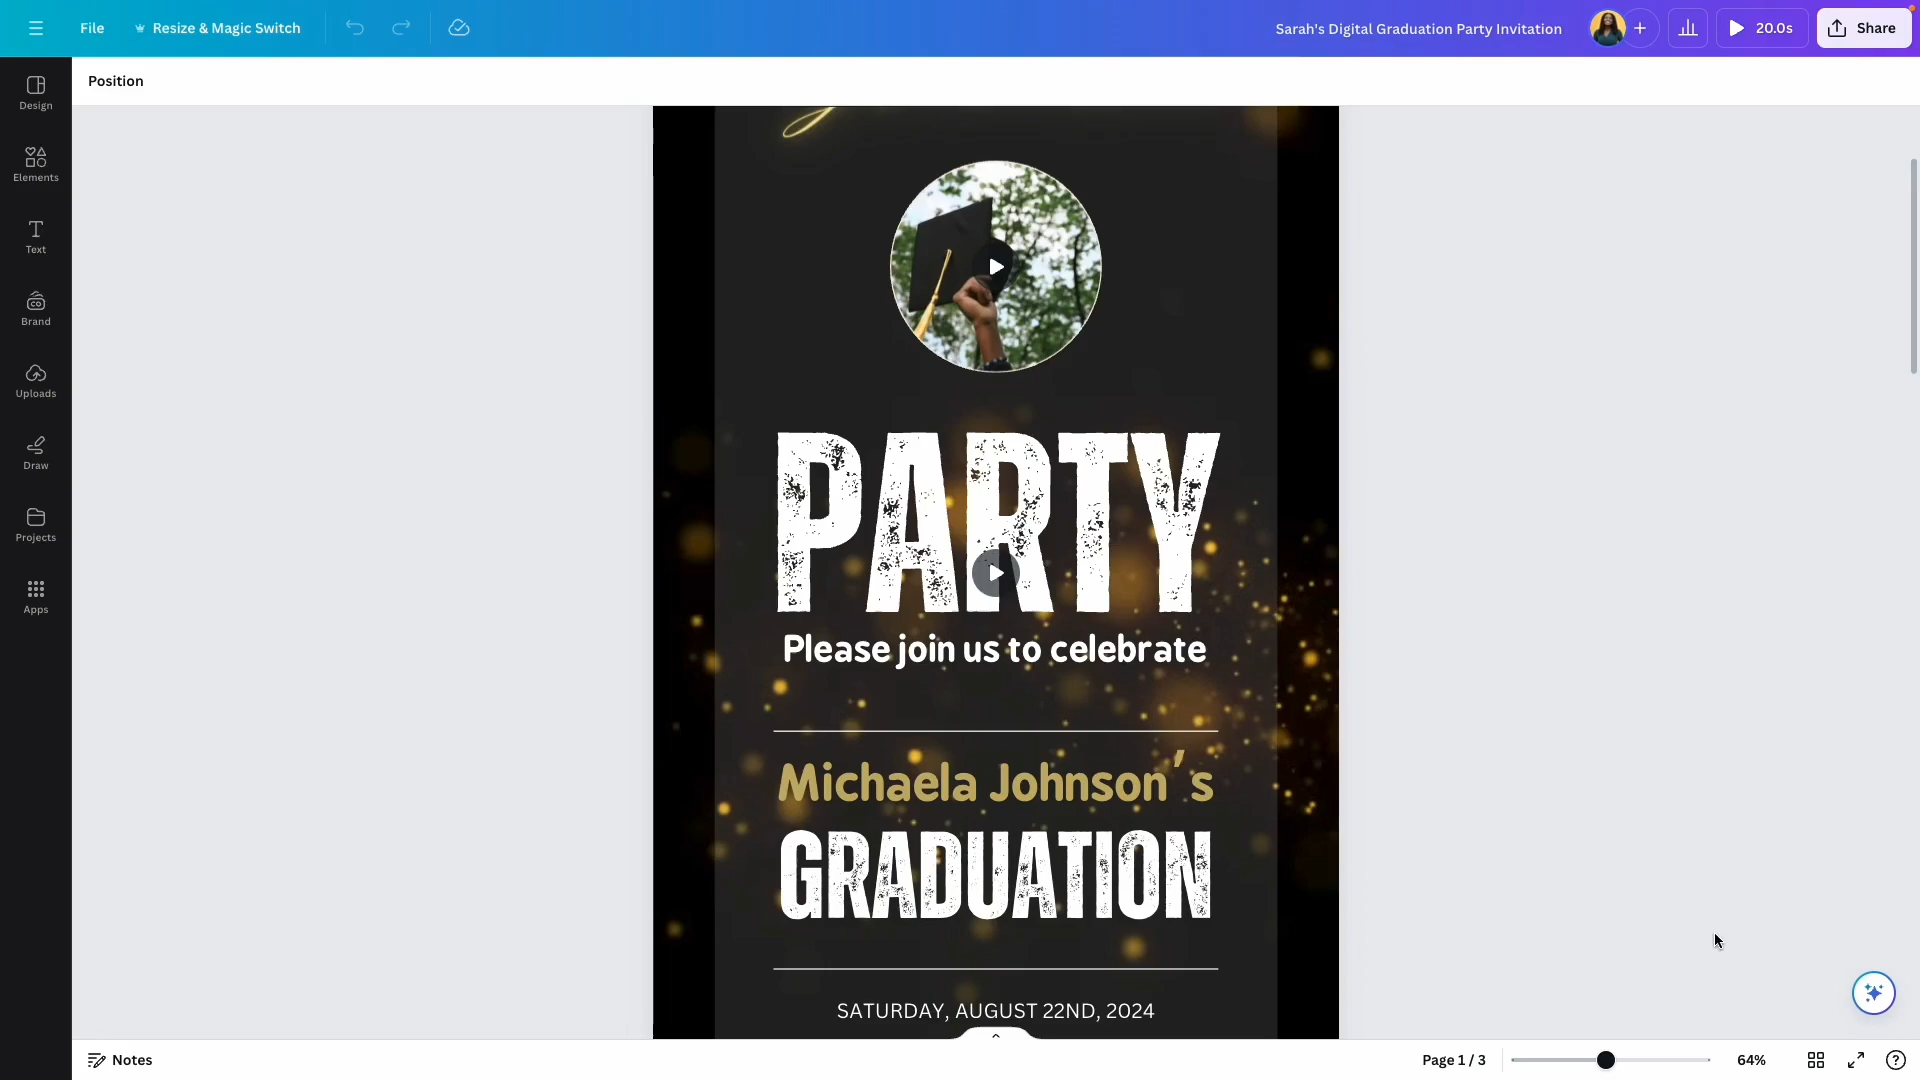 File
Resize & Magic Switch
Sarah's Digital Graduation Party Invitation
20.0s
Share
Position
Design
Elements
Text
Brand
Uploads
Draw
Projects
Apps
PARTY
Please join us to celebrate
Michaela Johnson's
GRADUATION
SATURDAY, AUGUST 22ND, 2024
Notes
Page 1 / 3
64%